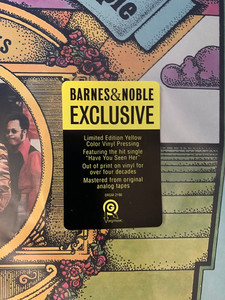 BARNES&NOBLE
EXCLUSIVE
Limited Edition Yellow
Color Vinyl Pressing
Featuring the hit single
"Have You Seen Her"
Out of print on vinyl for
over four decades
Mastered from original
analog tapes